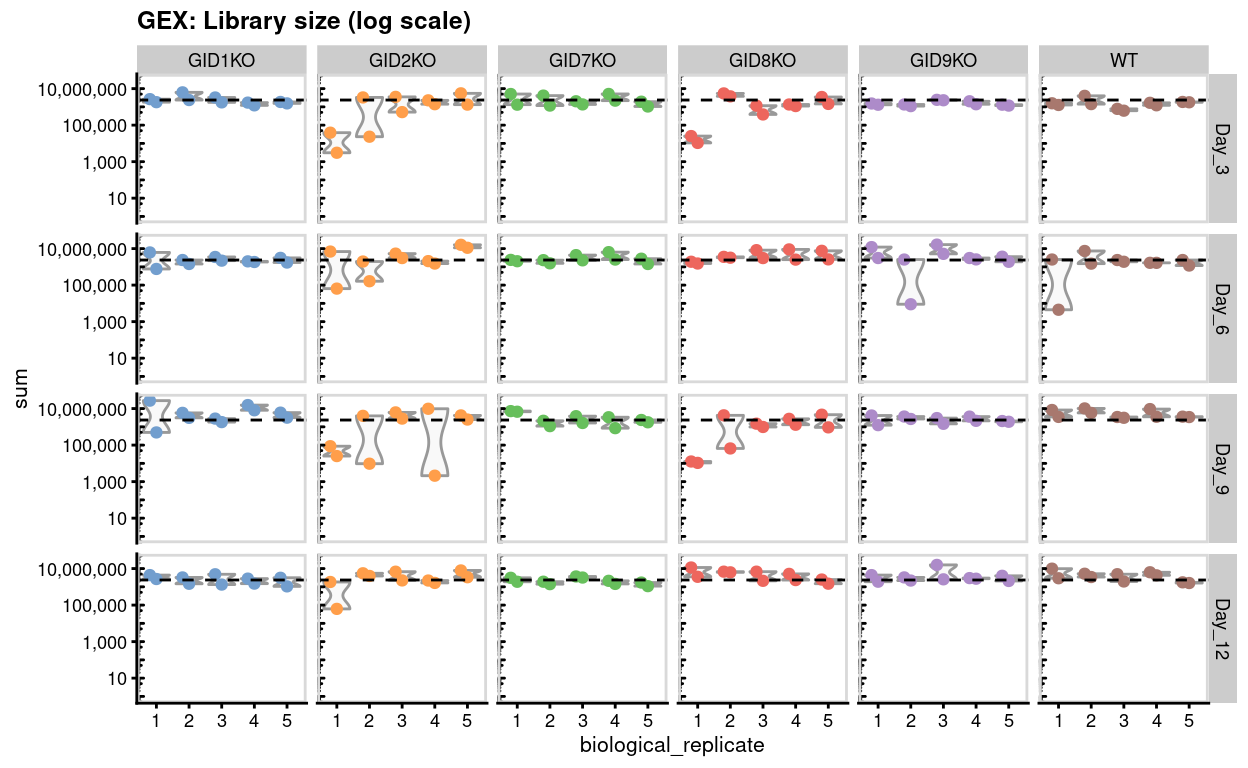 GEX: Library size (log scale)
GID1KO GID2KO GID7KO GID8KO GID9KO WT
10,000,000
100,000
1,000
10
Day_3
10,000,000
100,000
1,000
10
Day_6
sum
10,000,000
100,000
1,000
10
Day_9
10,000,000
100,000
1,000
10
Day_12
1 2 3 4 5 1 2 3 4 5 1 2 3 4 5 1 2 3 4 5 1 2 3 4 5 1 2 3 4 5
biological_replicate